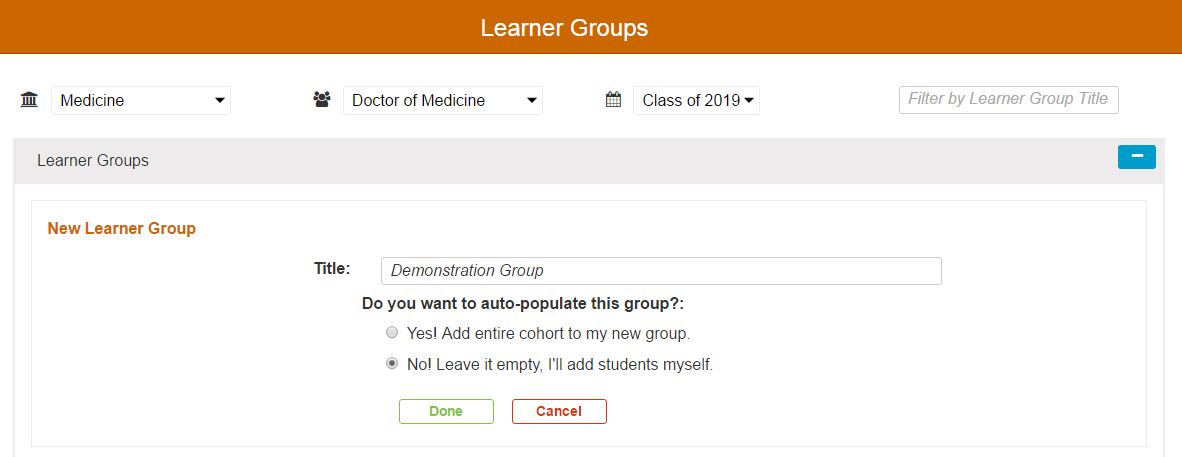 Learner Groups
Medicine
Doctor of Medicine
Class of 2019
Filter by Learner Group Title
Learner Groups
New Learner Group
Title:
Demonstration Group
Do you want to auto-populate this group?:
Yes! Add entire cohort to my new group.
No! Leave it empty, I'll add students myself.
Done
Cancel